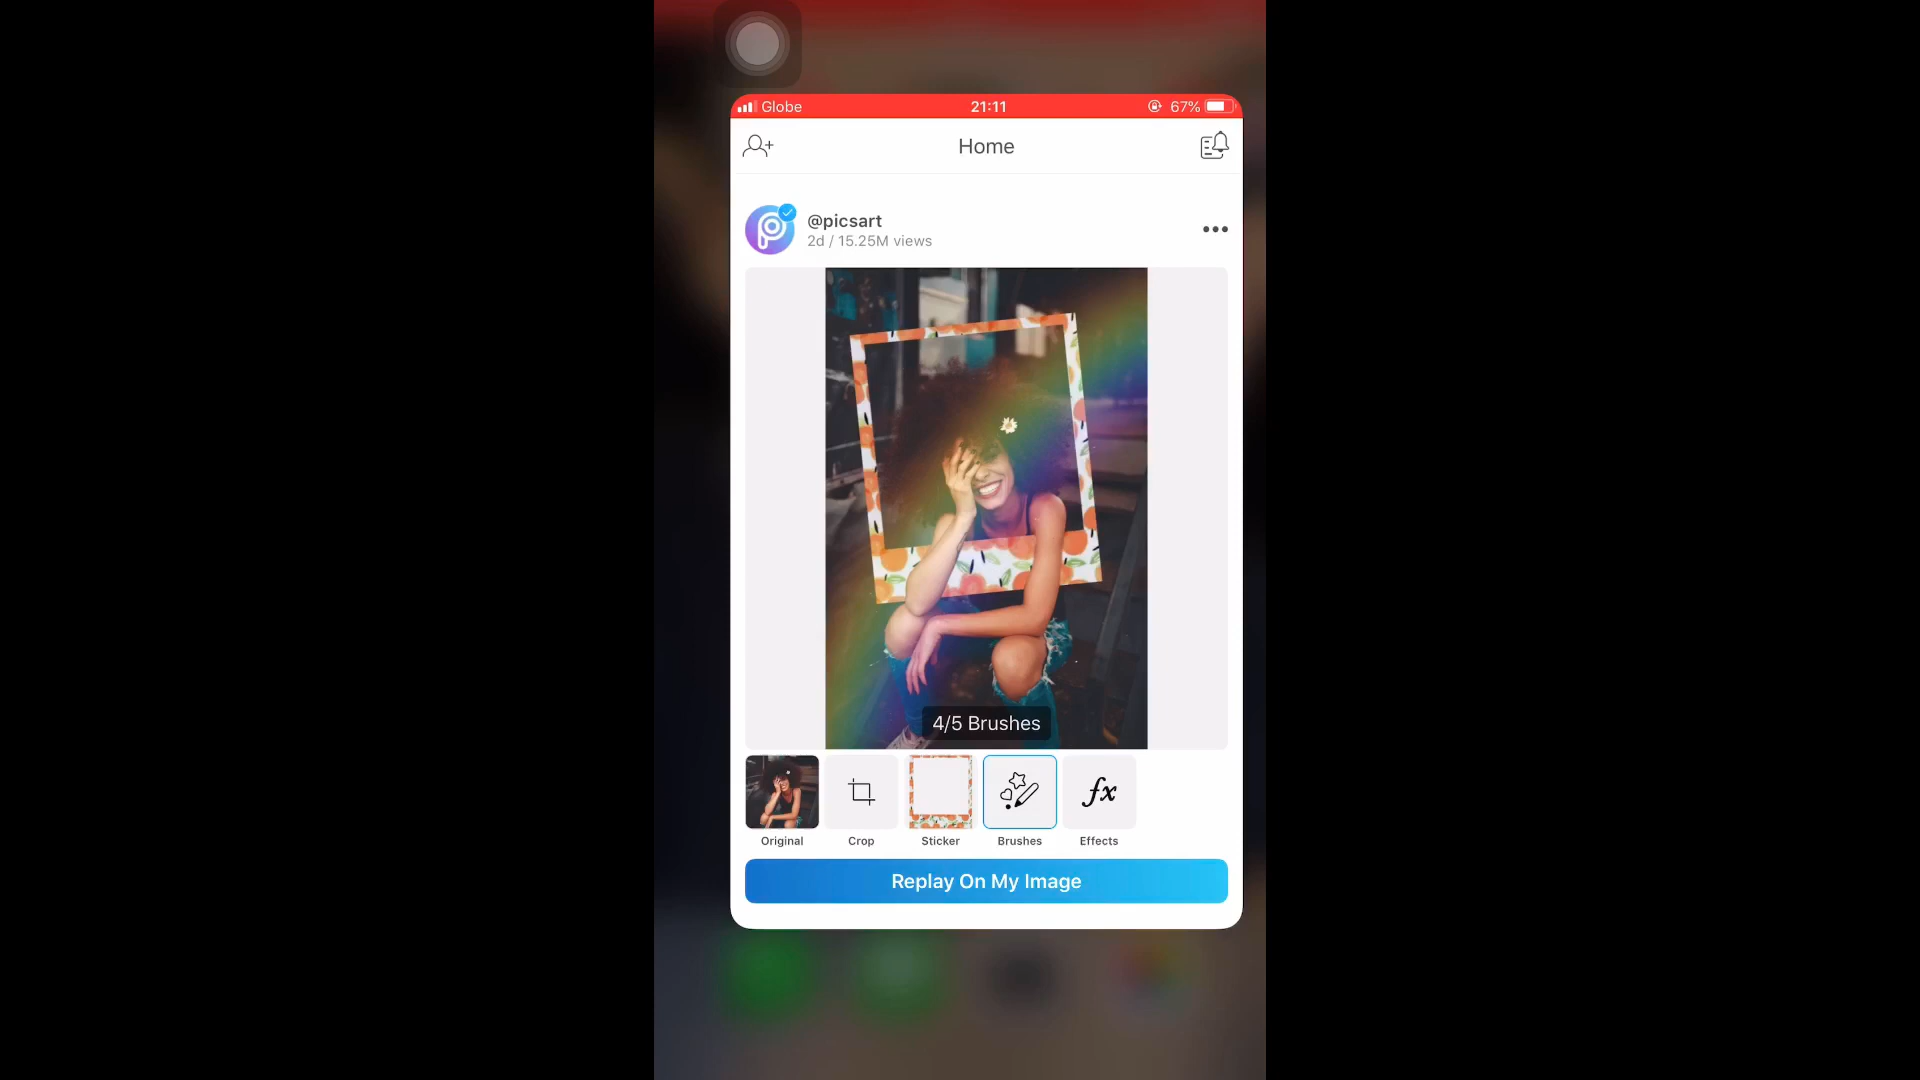 Globe
21:11
67%
Home
@picsart
2d / 15.25M views
4/5 Brushes
Original
Crop
Sticker
Brushes
fx
Effects
Replay On My Image